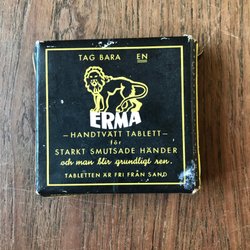 TAG BARA EN
ERMA
—HANDTVÄTT TABLETT—
för
STARKT SMUTSADE HÄNDER
och man blir grundligt ren.
TABLETTEN ÄR FRI FRÅN SAND